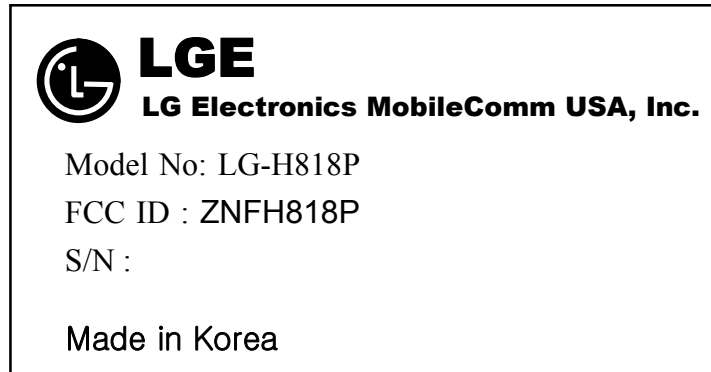 LGE
LG Electronics MobileComm USA, Inc.
Model No: LG-H818P
FCC ID : ZNFH818P
S/N :
Made in Korea